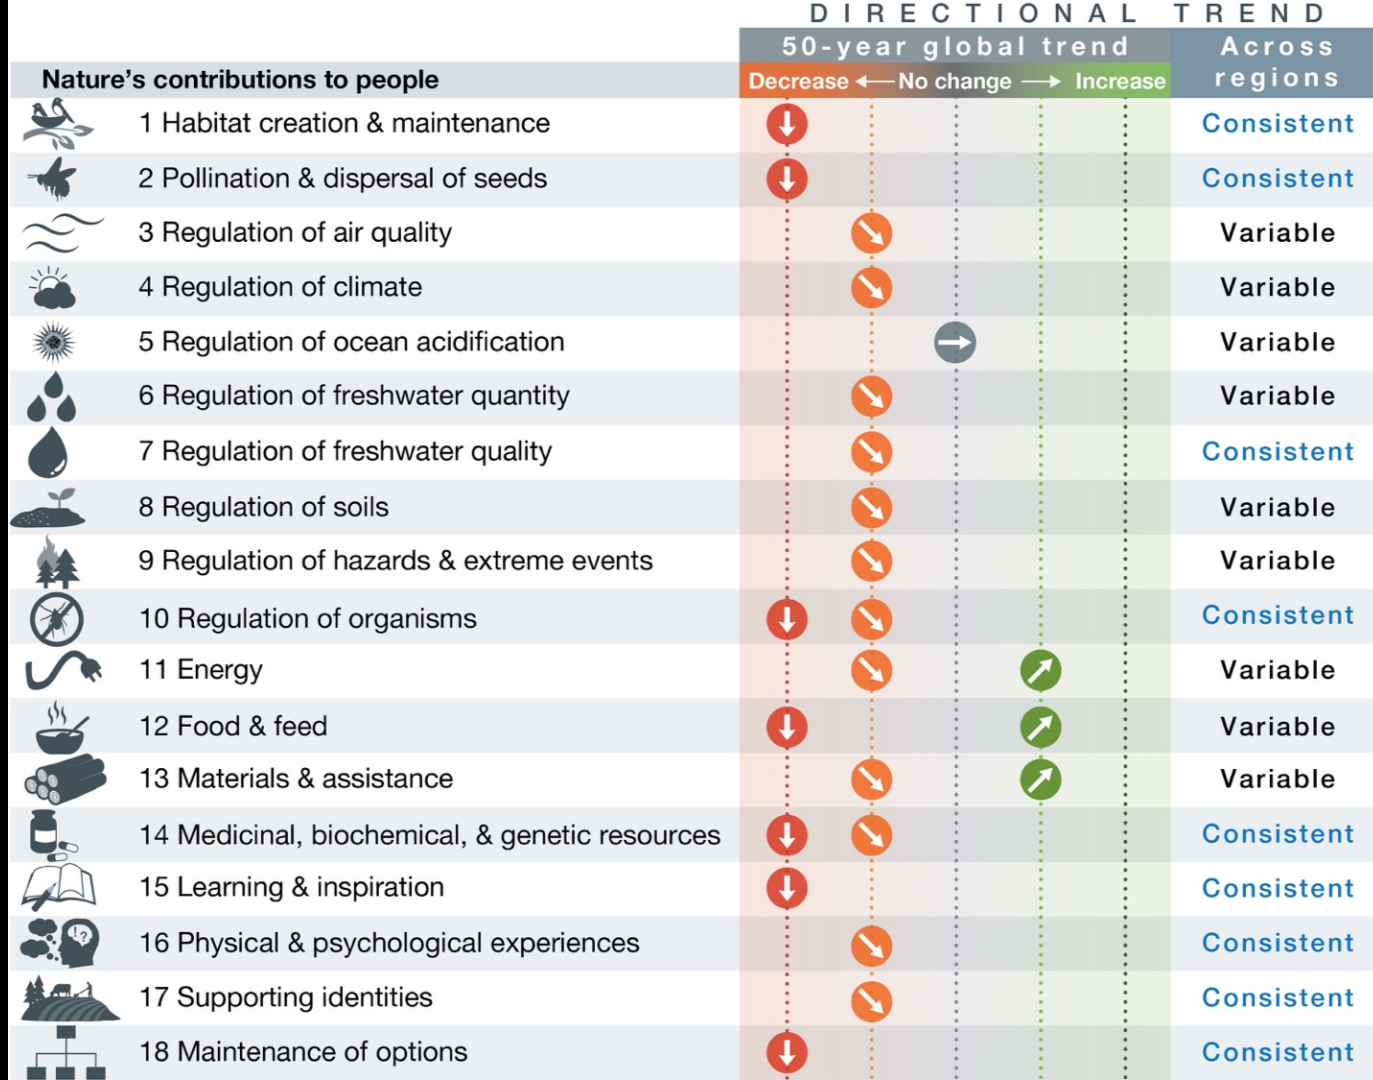 DIRECTIONAL TREND
50-year global trend
Across regions
Nature's contributions to people
Decrease ← No change → Increase
1 Habitat creation & maintenance Consistent
2 Pollination & dispersal of seeds Consistent
3 Regulation of air quality Variable
4 Regulation of climate Variable
5 Regulation of ocean acidification Variable
6 Regulation of freshwater quantity Variable
7 Regulation of freshwater quality Consistent
8 Regulation of soils Variable
9 Regulation of hazards & extreme events Variable
10 Regulation of organisms Consistent
11 Energy Variable
12 Food & feed Variable
13 Materials & assistance Variable
14 Medicinal, biochemical, & genetic resources Consistent
15 Learning & inspiration Consistent
16 Physical & psychological experiences Consistent
17 Supporting identities Consistent
18 Maintenance of options Consistent